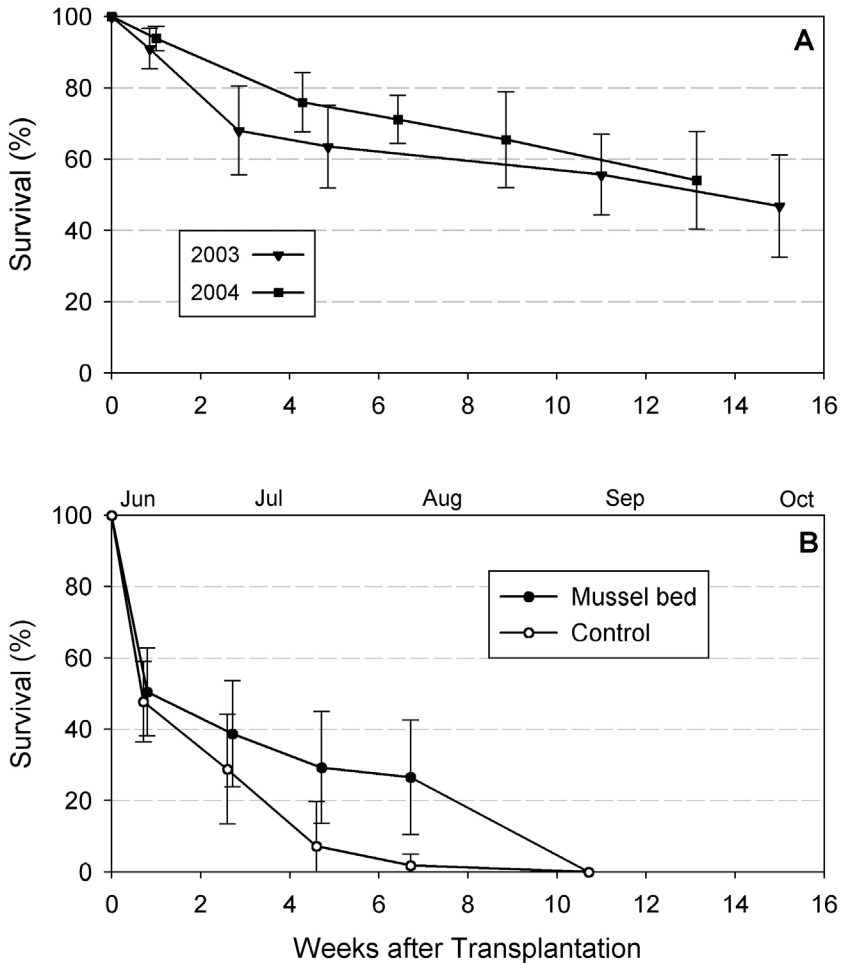 100
A
80
60
40
20
0
Survival (%)
2003
2004
0 2 4 6 8 10 12 14 16
Jun Jul Aug Sep Oct
100
B
80
60
40
20
0
Survival (%)
Mussel bed
Control
0 2 4 6 8 10 12 14 16
Weeks after Transplantation